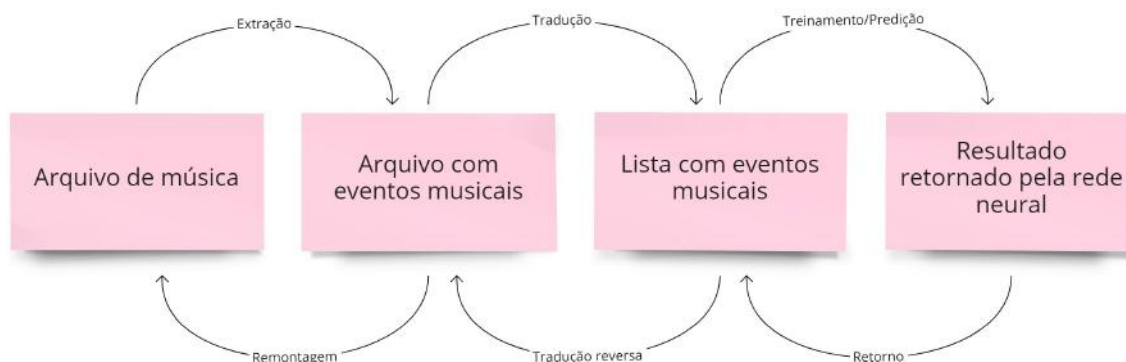 Extração
Tradução
Treinamento/Predição
Arquivo de música
Arquivo com
eventos musicais
Lista com eventos
musicais
Resultado
retornado pela rede
neural
Remontagem
Tradução reversa
Retorno